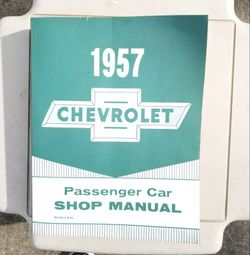 1957
CHEVROLET
Passenger Car
SHOP MANUAL